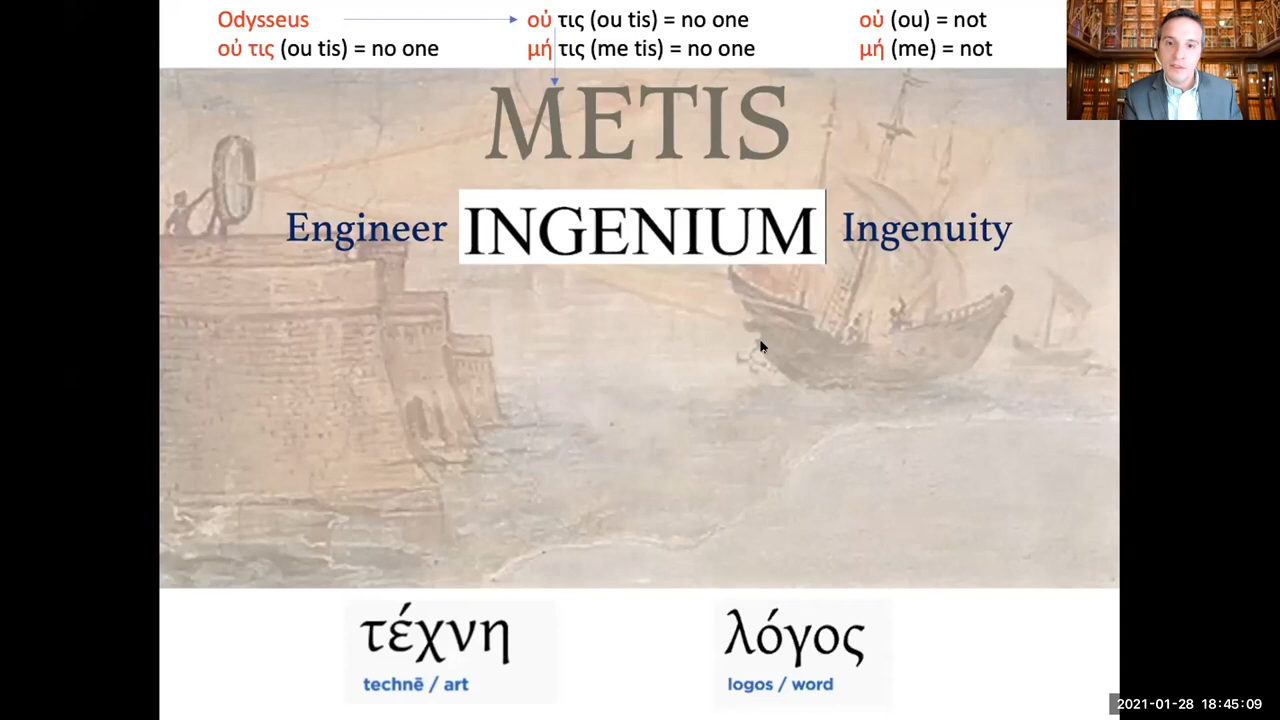 Odysseus οὐ τις (ou tis) = no one οὐ (ou) = not
οὐ τις (ou tis) = no one μή τις (me tis) = no one μή (me) = not
METIS
Engineer INGENIUM Ingenuity
τέχνη λόγος
technē / art logos / word
2021-01-28 18:45:09